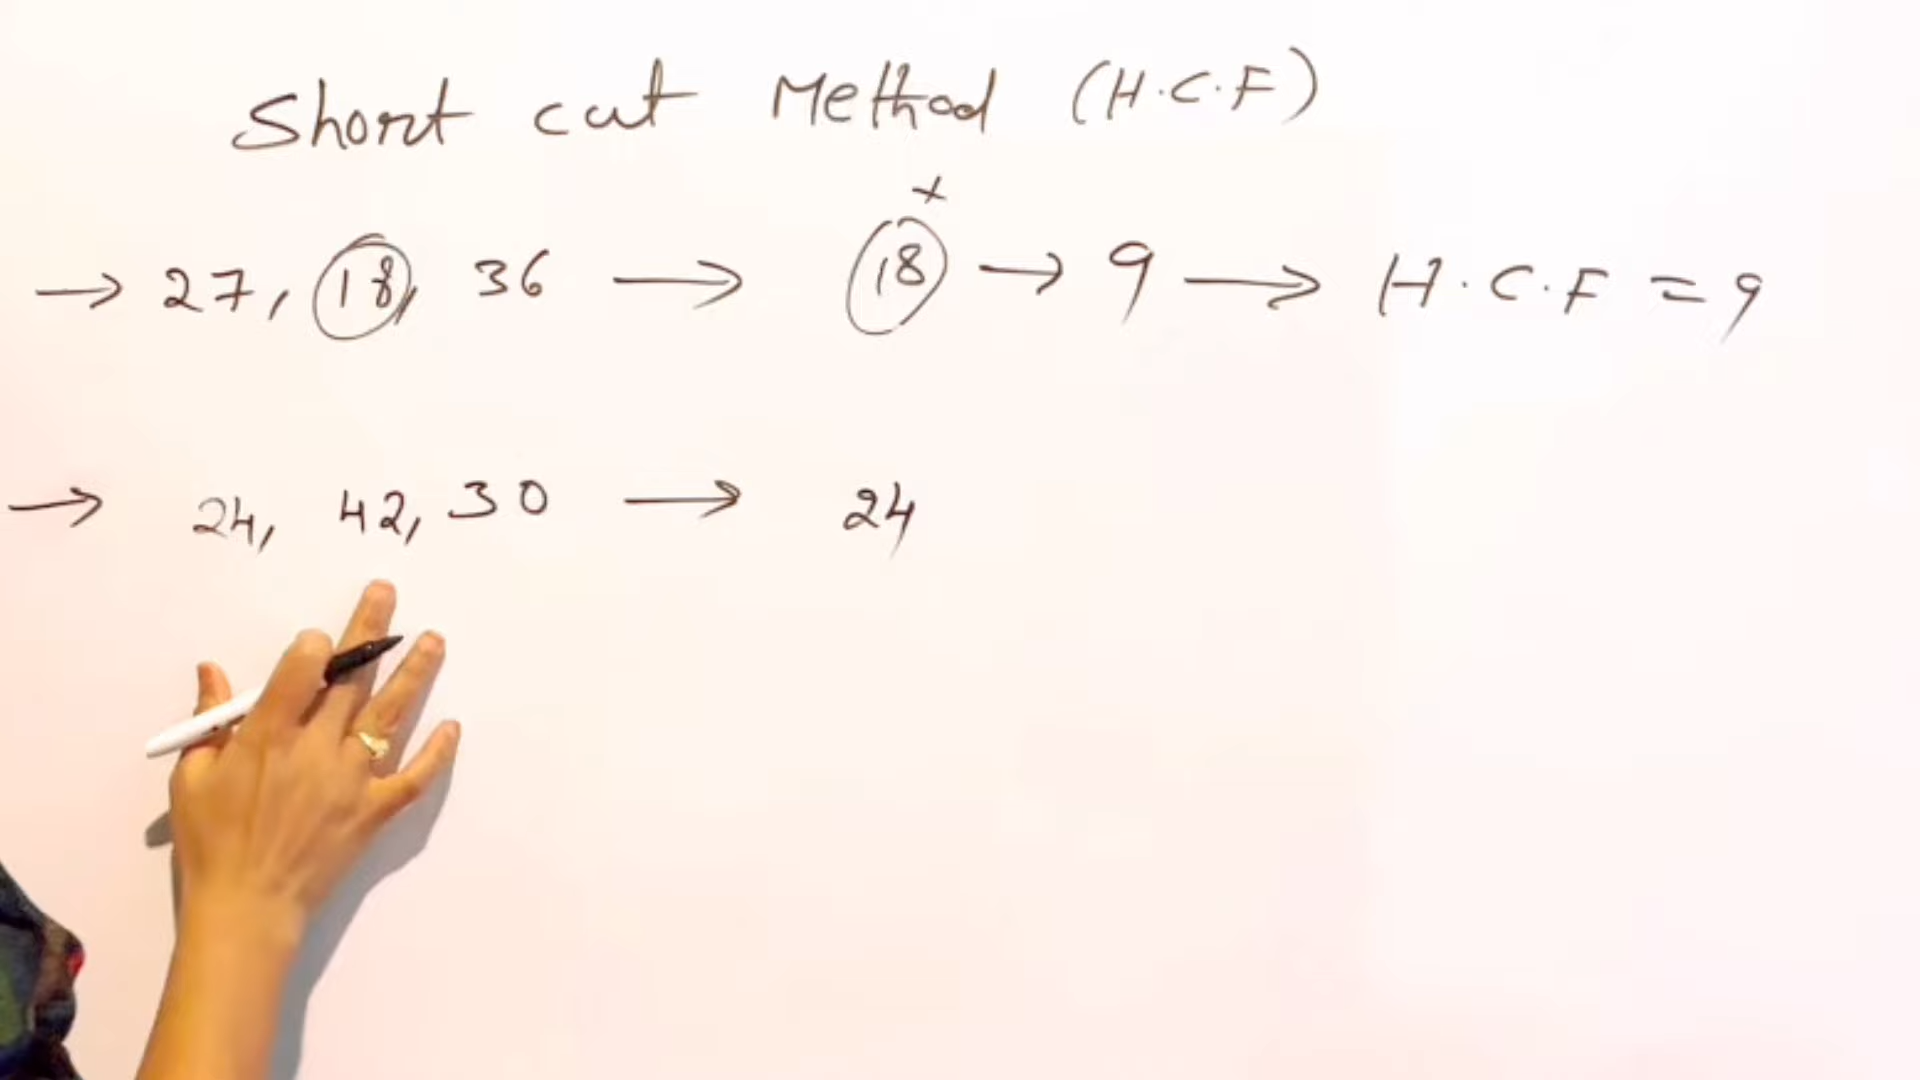 Short cut Method (H.C.F)
x
→ 27, 18, 36 → 18 → 9 → H.C.F = 9
→ 24, 42, 30 → 24